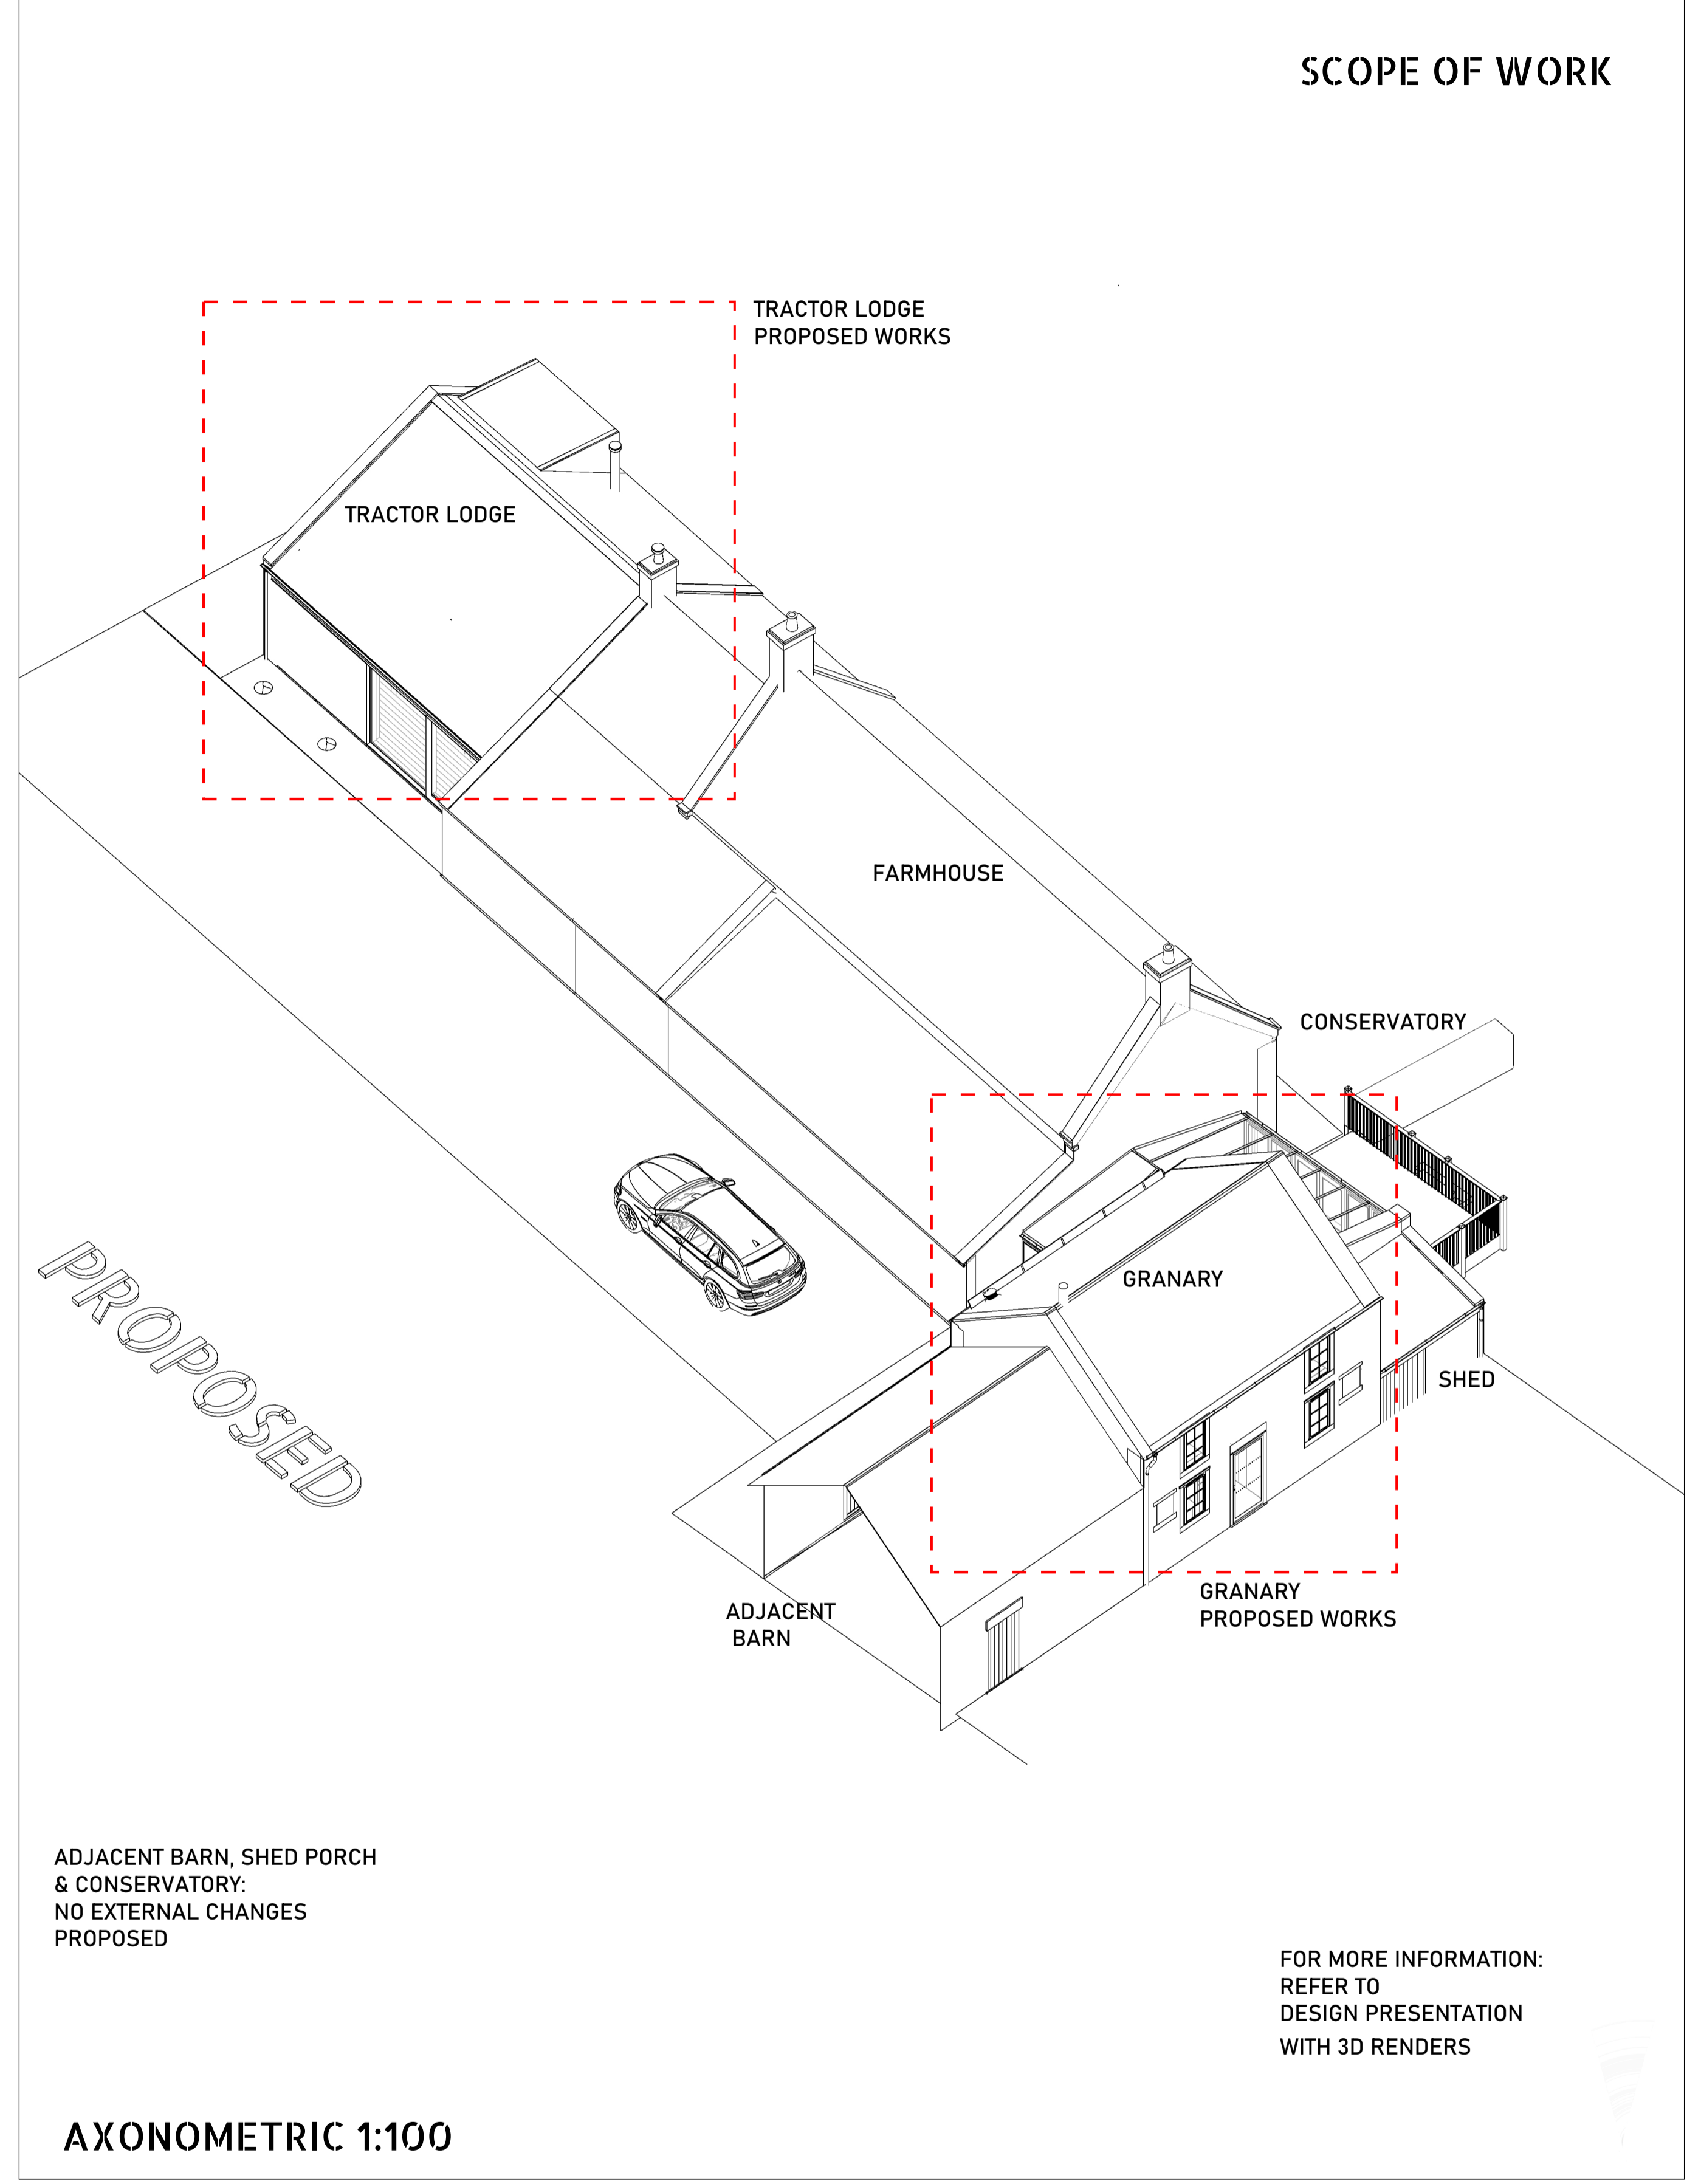 SCOPE OF WORK
TRACTOR LODGE
PROPOSED WORKS
TRACTOR LODGE
FARMHOUSE
CONSERVATORY
GRANARY
SHED
PROPOSED
GRANARY
PROPOSED WORKS
ADJACENT
BARN
ADJACENT BARN, SHED PORCH
& CONSERVATORY:
NO EXTERNAL CHANGES
PROPOSED
FOR MORE INFORMATION:
REFER TO
DESIGN PRESENTATION
WITH 3D RENDERS
AXONOMETRIC 1:100